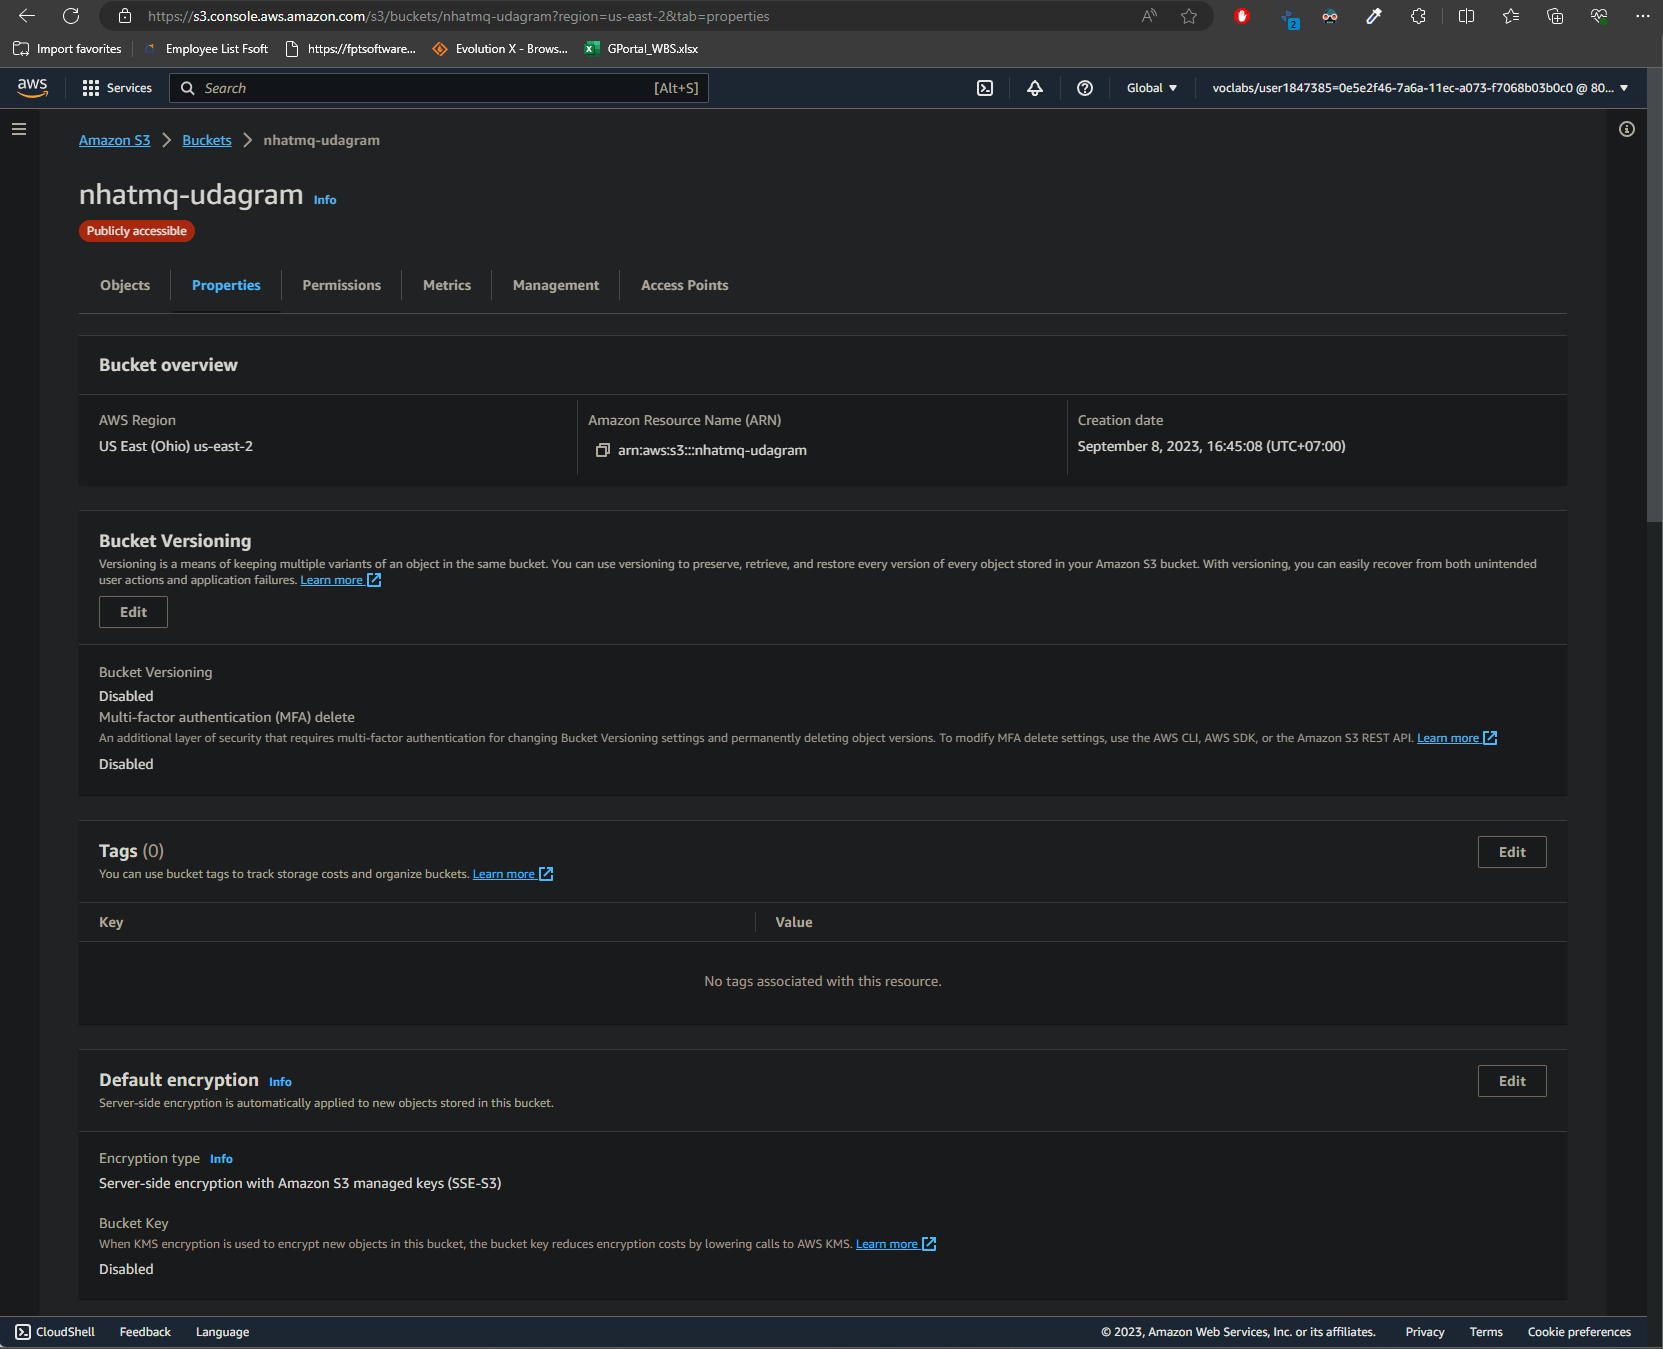 https://s3.console.aws.amazon.com/s3/buckets/nhatmq-udagram?region=us-east-2&tab=properties
2
Import favorites
Employee List Fsoft
https://fptsoftware...
Evolution X - Brows...
GPortal_WBS.xlsx
aws
Services
Search
[Alt+S]
Global
voclabs/user1847385=0e5e2f46-7a6a-11ec-a073-f7068b03b0c0 @ 80...
Amazon S3
Buckets
nhatmq-udagram
nhatmq-udagram Info
Publicly accessible
Objects
Properties
Permissions
Metrics
Management
Access Points
Bucket overview
AWS Region
US East (Ohio) us-east-2
Amazon Resource Name (ARN)
arn:aws:s3:::nhatmq-udagram
Creation date
September 8, 2023, 16:45:08 (UTC+07:00)
Bucket Versioning
Versioning is a means of keeping multiple variants of an object in the same bucket. You can use versioning to preserve, retrieve, and restore every version of every object stored in your Amazon S3 bucket. With versioning, you can easily recover from both unintended
user actions and application failures. Learn more
Edit
Bucket Versioning
Disabled
Multi-factor authentication (MFA) delete
An additional layer of security that requires multi-factor authentication for changing Bucket Versioning settings and permanently deleting object versions. To modify MFA delete settings, use the AWS CLI, AWS SDK, or the Amazon S3 REST API. Learn more
Disabled
Tags (0)
You can use bucket tags to track storage costs and organize buckets. Learn more
Edit
Key
Value
No tags associated with this resource.
Default encryption Info
Server-side encryption is automatically applied to new objects stored in this bucket.
Edit
Encryption type Info
Server-side encryption with Amazon S3 managed keys (SSE-S3)
Bucket Key
When KMS encryption is used to encrypt new objects in this bucket, the bucket key reduces encryption costs by lowering calls to AWS KMS. Learn more
Disabled
CloudShell
Feedback
Language
© 2023, Amazon Web Services, Inc. or its affiliates.
Privacy
Terms
Cookie preferences